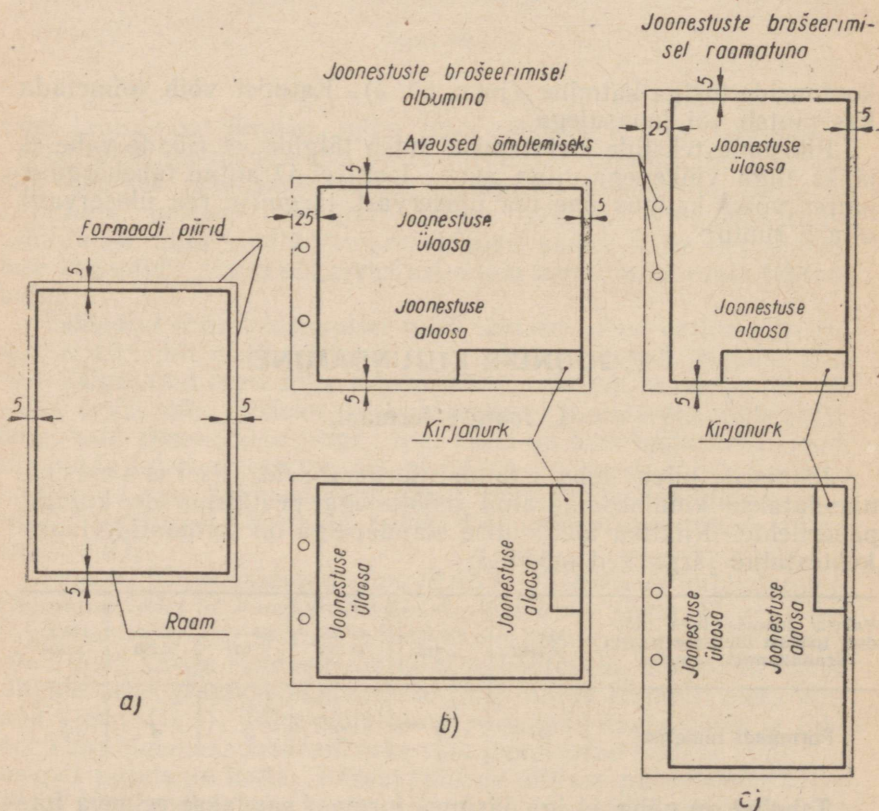 Joonestuste brošeerimi-
sel raamatuna
Joonestuste brošeerimisel
albumina
Avaused õmblemiseks
Formaadi piirid
5
5
25
Joonestuse
ülaosa
Joonestuse
alaosa
5
Kirjanurk
5
5
25
Joonestuse
ülaosa
Joonestuse
alaosa
5
Kirjanurk
5
5
5
5
Raam
a)
Joonestuse
ülaosa
Joonestuse
alaosa
b)
Joonestuse
ülaosa
Joonestuse
alaosa
c)